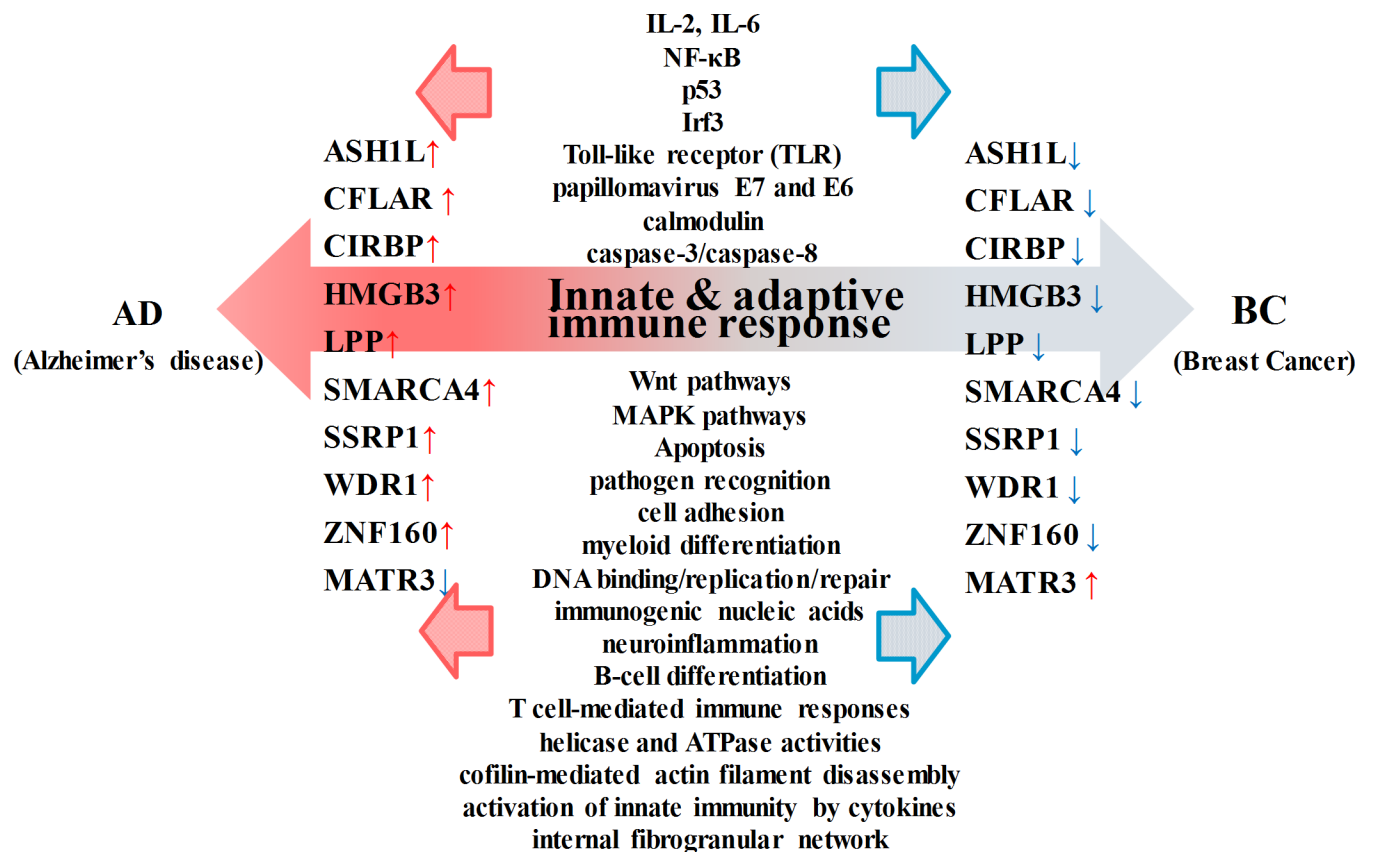 IL-2, IL-6
NF-κB
p53
Irf3
Toll-like receptor (TLR)
papillomavirus E7 and E6
calmodulin
caspase-3/caspase-8
Innate & adaptive
immune response
Wnt pathways
MAPK pathways
Apoptosis
pathogen recognition
cell adhesion
myeloid differentiation
DNA binding/replication/repair
immunogenic nucleic acids
neuroinflammation
B-cell differentiation
T cell-mediated immune responses
helicase and ATPase activities
cofilin-mediated actin filament disassembly
activation of innate immunity by cytokines
internal fibrogranular network
AD
(Alzheimer’s disease)
ASH1L↑
CFLAR ↑
CIRBP↑
HMGB3↑
LPP↑
SMARCA4↑
SSRP1↑
WDR1↑
ZNF160↑
MATR3↓
ASH1L↓
CFLAR ↓
CIRBP↓
HMGB3↓
LPP ↓
SMARCA4↓
SSRP1↓
WDR1↓
ZNF160↓
MATR3↑
BC
(Breast Cancer)